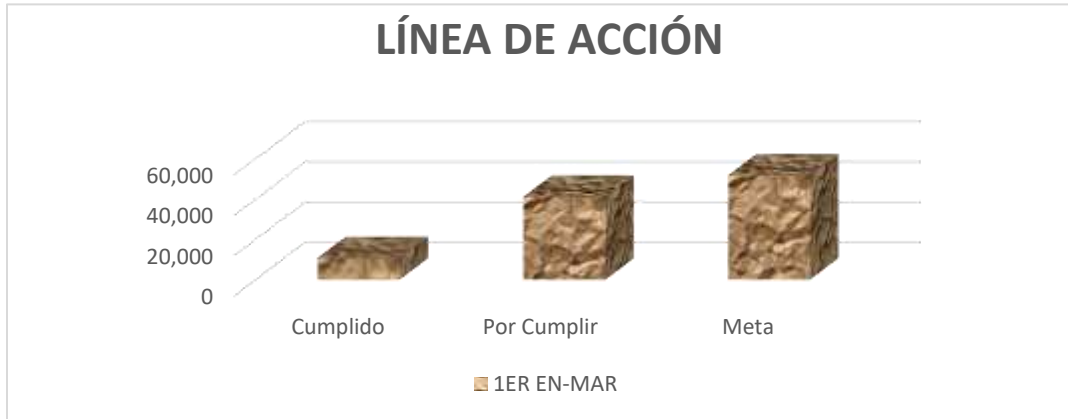 LÍNEA DE ACCIÓN
60,000
40,000
20,000
0
Cumplido Por Cumplir Meta
1ER EN-MAR